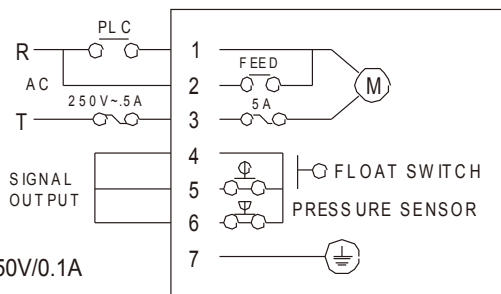 PLC
R
1
FEED
AC
2
M
250V~.5A
5A
T
3
4
SIGNAL OUTPUT
5
FLOAT SWITCH
6
PRESSURE SENSOR
7
50V/0.1A